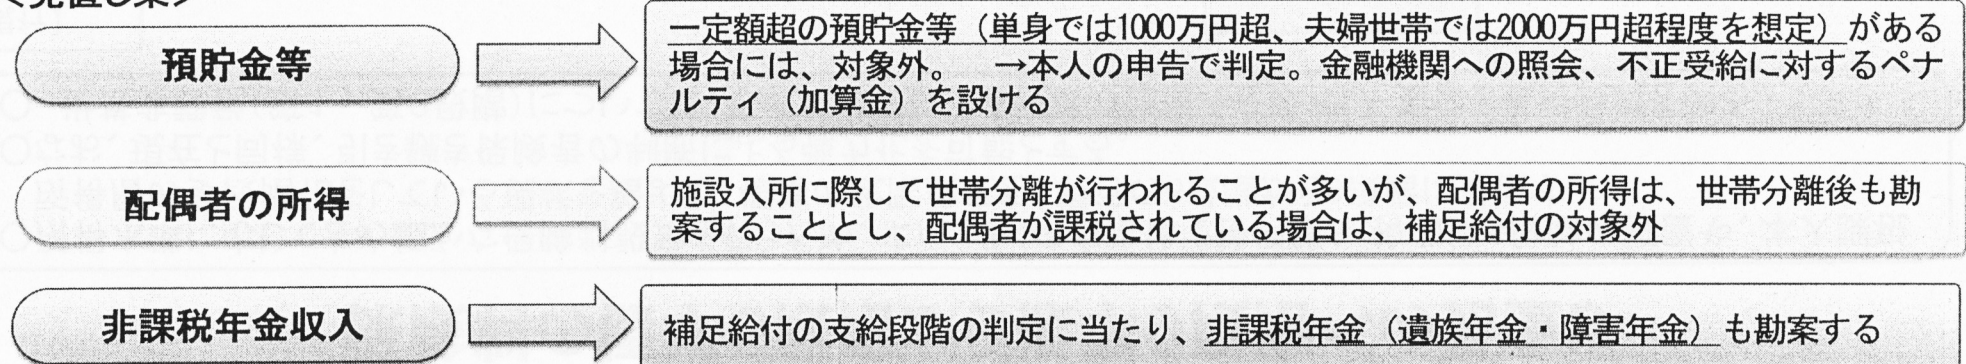 預貯金等
一定額超の預貯金等（単身では1000万円超、夫婦世帯では2000万円超程度を想定）がある
場合には、対象外。 →本人の申告で判定。金融機関への照会、不正受給に対するペナ
ルティ（加算金）を設ける
配偶者の所得
施設入所に際して世帯分離が行われることが多いが、配偶者の所得は、世帯分離後も勘
案することとし、配偶者が課税されている場合は、補足給付の対象外
非課税年金収入
補足給付の支給段階の判定に当たり、非課税年金（遺族年金・障害年金）も勘案する